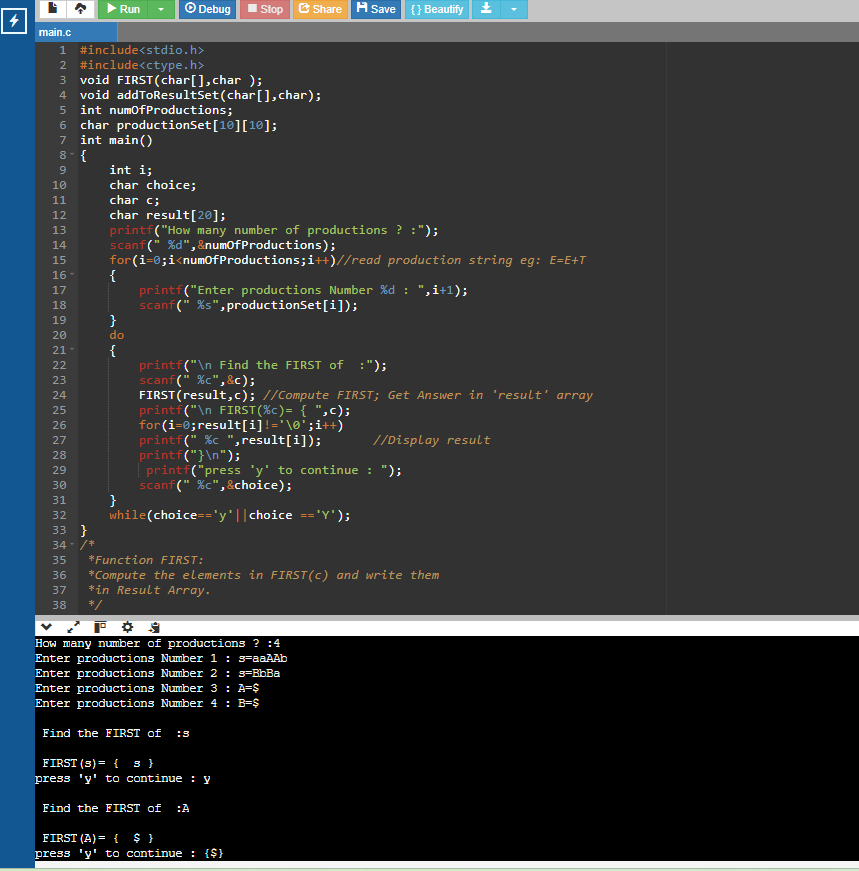 Run Debug Stop Share Save { } Beautify
main.c
1 #include<stdio.h>
2 #include<ctype.h>
3 void FIRST(char[],char );
4 void addToResultSet(char[],char);
5 int numOfProductions;
6 char productionSet[10][10];
7 int main()
8 {
9 int i;
10 char choice;
11 char c;
12 char result[20];
13 printf("How many number of productions ? :");
14 scanf(" %d",&numOfProductions);
15 for(i=0;i<numOfProductions;i++)//read production string eg: E=E+T
16 {
17 printf("Enter productions Number %d : ",i+1);
18 scanf(" %s",productionSet[i]);
19 }
20 do
21 {
22 printf("\n Find the FIRST of  :");
23 scanf(" %c",&c);
24 FIRST(result,c); //Compute FIRST; Get Answer in 'result' array
25 printf("\n FIRST(%c)= { ",c);
26 for(i=0;result[i]!='\0';i++)
27 printf(" %c ",result[i]);       //Display result
28 printf("}\n");
29 printf("press 'y' to continue : ");
30 scanf(" %c",&choice);
31 }
32 while(choice=='y'||choice =='Y');
33 }
34 /*
35 *Function FIRST:
36 *Compute the elements in FIRST(c) and write them
37 *in Result Array.
38 */
How many number of productions ? :4
Enter productions Number 1 : s=aaAAb
Enter productions Number 2 : s=BbBa
Enter productions Number 3 : A=$
Enter productions Number 4 : B=$
Find the FIRST of  :s
FIRST(s)= {  s }
press 'y' to continue : y
Find the FIRST of  :A
FIRST(A)= {  $ }
press 'y' to continue : {$}